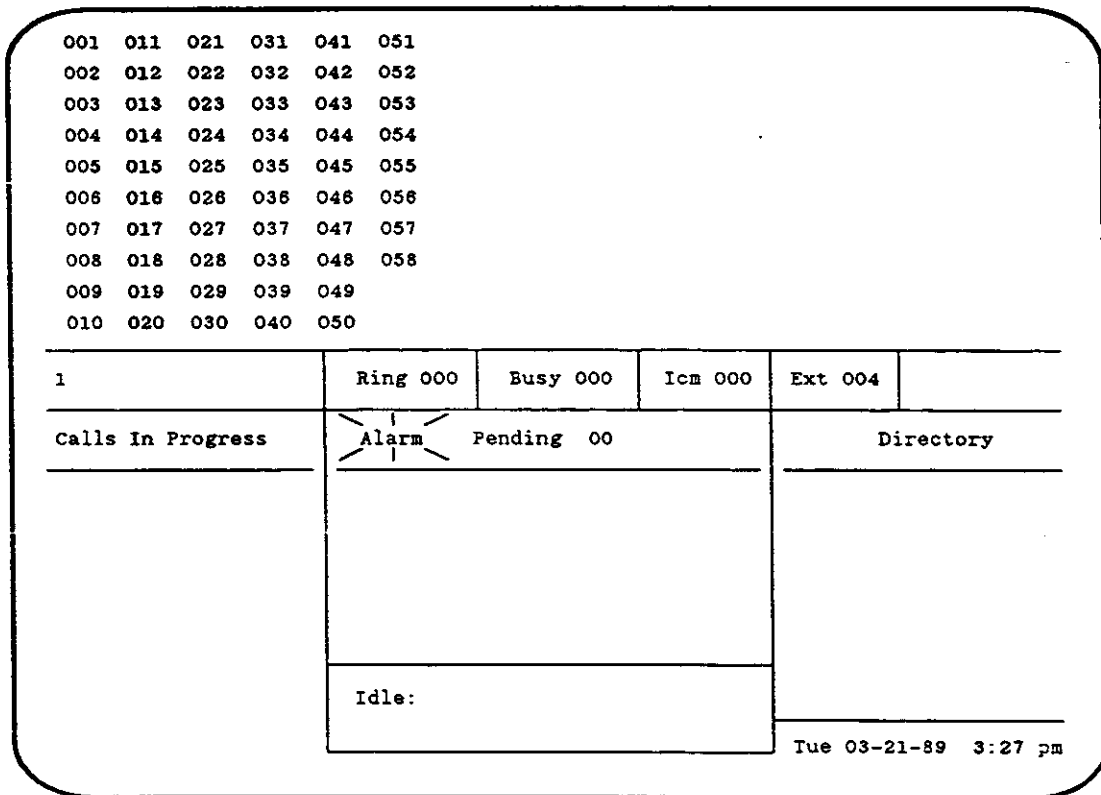 001 011 021 031 041 051
002 012 022 032 042 052
003 013 023 033 043 053
004 014 024 034 044 054
005 015 025 035 045 055
006 016 026 036 046 056
007 017 027 037 047 057
008 018 028 038 048 058
009 019 029 039 049
010 020 030 040 050
1 Ring 000 Busy 000 Icm 000 Ext 004
Calls In Progress Alarm Pending 00 Directory
Idle:
Tue 03-21-89 3:27 pm